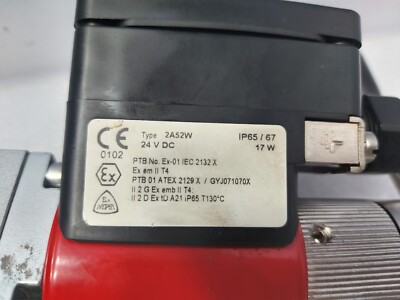 CE
Type 2A52W IP65 / 67
24 V DC 17 W
0102
PTB No. Ex-01 IEC 2132 X
Ex em II T4
PTB 01 ATEX 2129 X / GYJ071070X
II 2 G Ex emb II T4:
II 2 D Ex tD A21 IP65 T130°C
Ex
Ex